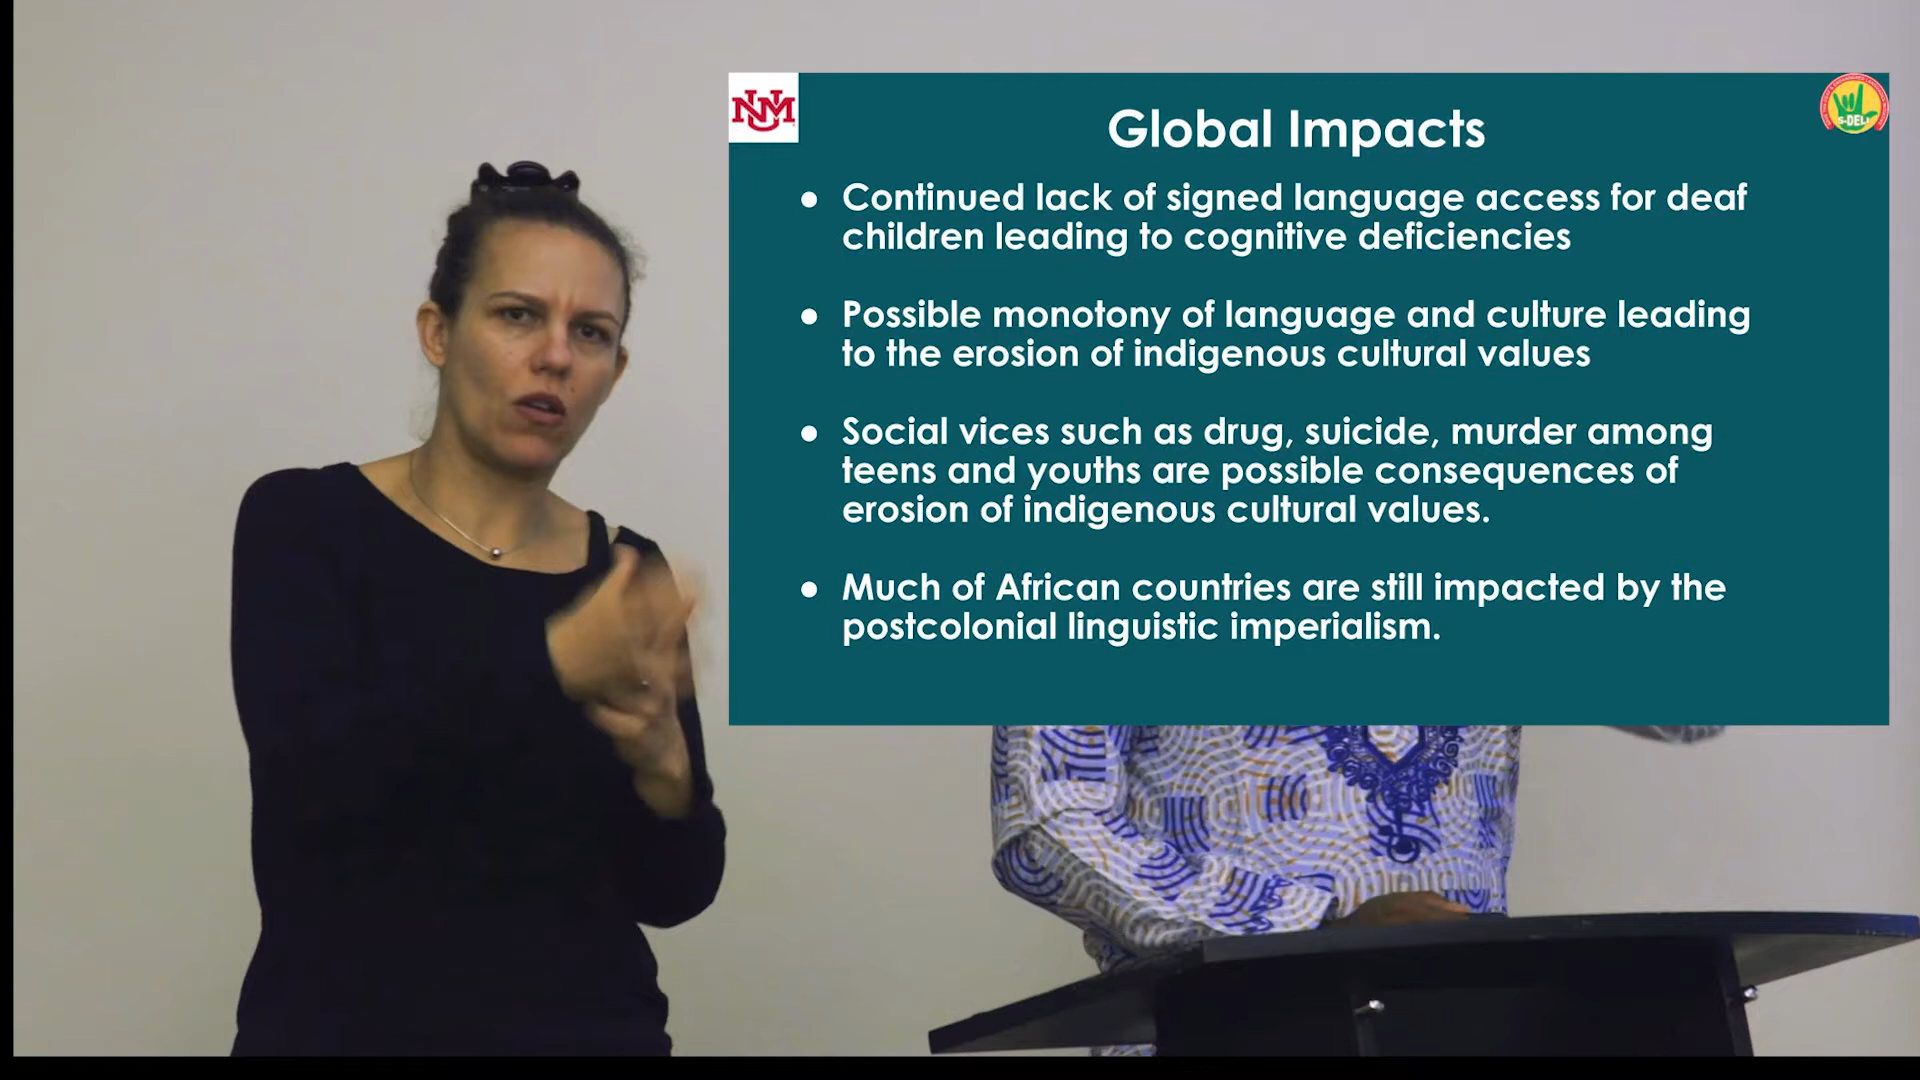 UNM
Global Impacts
S-DELI
● Continued lack of signed language access for deaf
children leading to cognitive deficiencies
● Possible monotony of language and culture leading
to the erosion of indigenous cultural values
● Social vices such as drug, suicide, murder among
teens and youths are possible consequences of
erosion of indigenous cultural values.
● Much of African countries are still impacted by the
postcolonial linguistic imperialism.